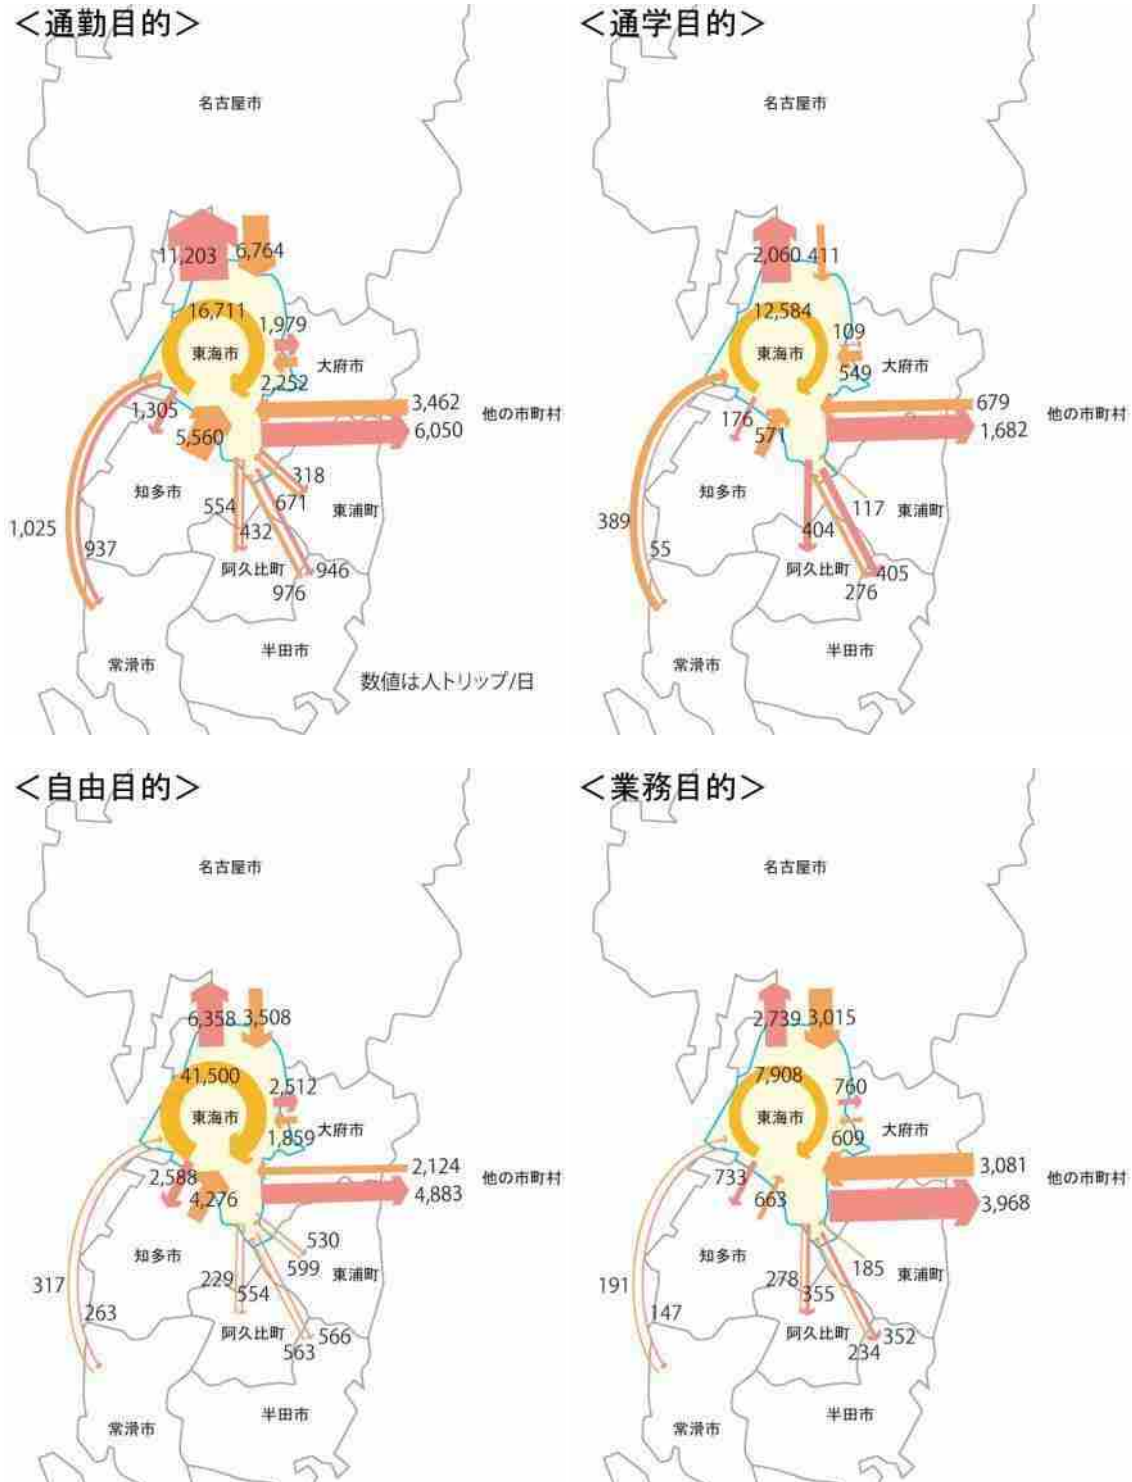 <通勤目的>
名古屋市
11,203
6,764
16,711
1,979
東海市
大府市
2,252
3,462
他の市町村
1,305
6,050
5,560
318
知多市
554
671
東浦町
1,025
432
937
阿久比町
946
976
半田市
常滑市
数値は人トリップ/日
<通学目的>
名古屋市
2,060
411
12,584
109
東海市
大府市
549
679
他の市町村
176
1,682
571
知多市
117
東浦町
389
404
55
阿久比町
405
276
半田市
常滑市
<自由目的>
名古屋市
6,358
3,508
41,500
2,512
東海市
大府市
1,859
2,124
他の市町村
2,588
4,883
4,276
530
知多市
599
東浦町
317
229
554
263
阿久比町
566
563
半田市
常滑市
<業務目的>
名古屋市
2,739
3,015
7,908
760
東海市
大府市
609
3,081
他の市町村
733
3,968
663
知多市
185
東浦町
191
278
355
147
阿久比町
352
234
半田市
常滑市